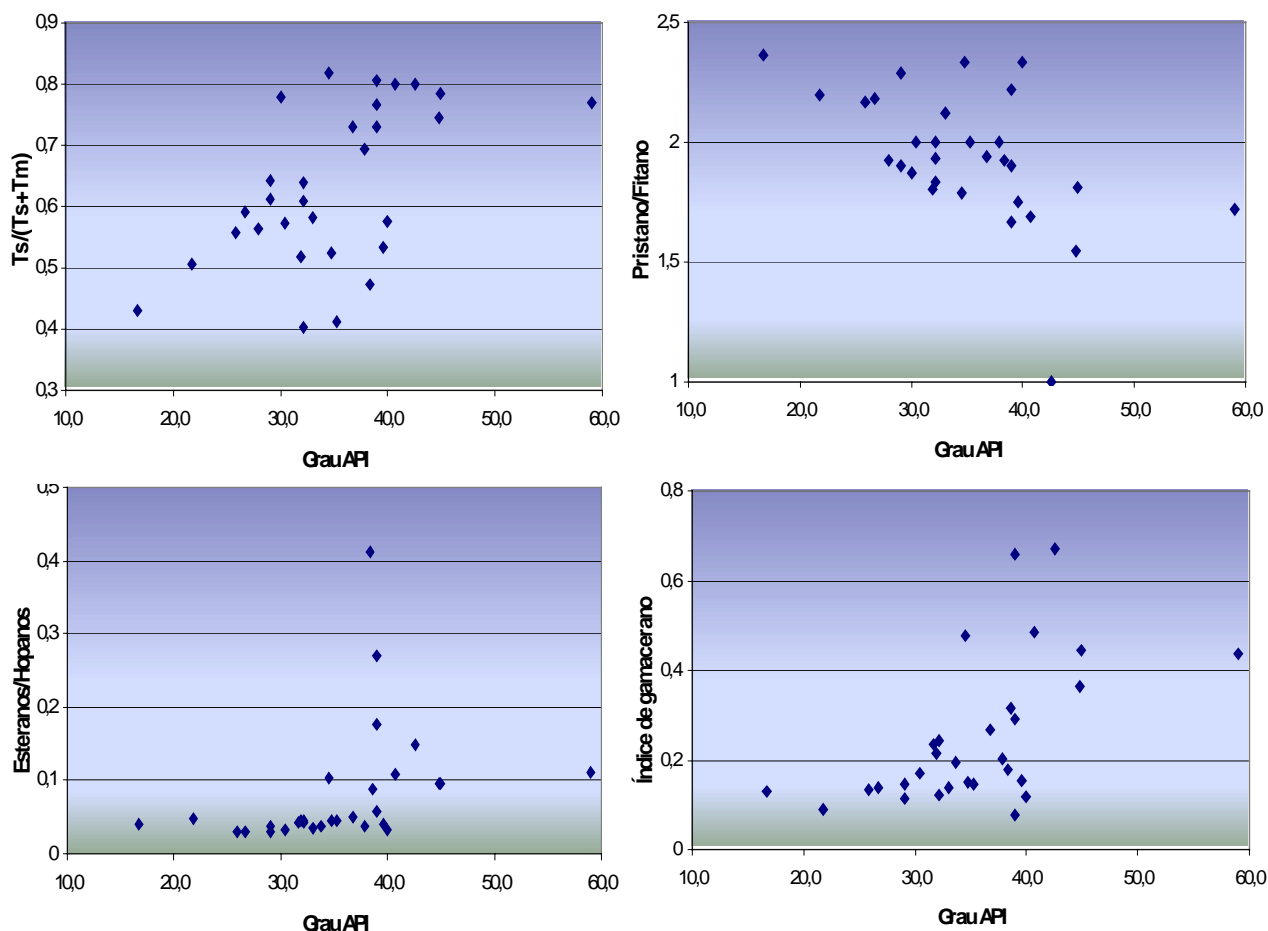 0,9
0,8
0,7
0,6
0,5
0,4
0,3
Ts/(Ts+Tm)
10,0 20,0 30,0 40,0 50,0 60,0
Grau API
2,5
2
1,5
1
Pristano/Fitano
10,0 20,0 30,0 40,0 50,0 60,0
Grau API
0,5
0,4
0,3
0,2
0,1
0
Esteranos/Hopanos
10,0 20,0 30,0 40,0 50,0 60,0
Grau API
0,8
0,6
0,4
0,2
0
Índice de gamacerano
10,0 20,0 30,0 40,0 50,0 60,0
Grau API